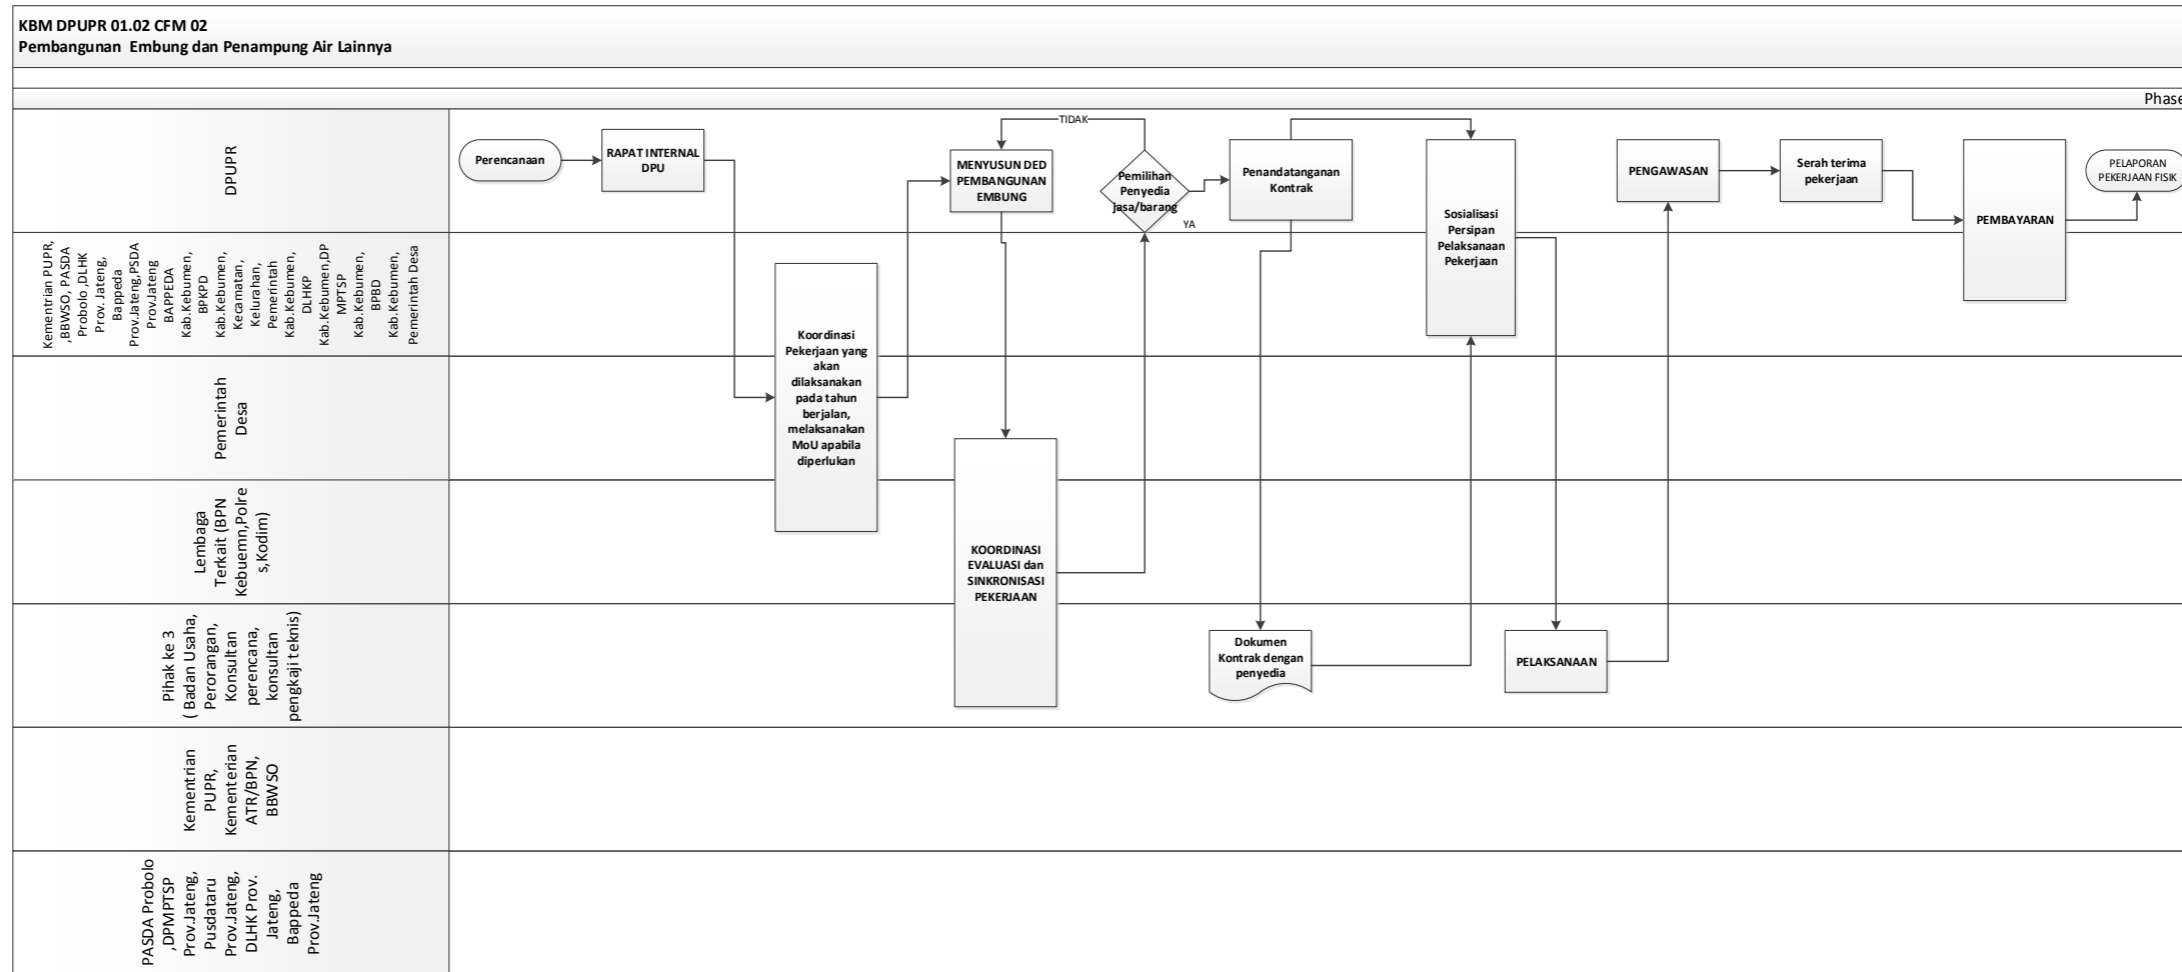 KBM DPUPR 01.02 CFM 02
Pembangunan Embung dan Penampung Air Lainnya
Phase
DPUPR
Perencanaan
RAPAT INTERNAL
DPU
MENYUSUN DED
PEMBANGUNAN
EMBUNG
TIDAK
Pemilihan
Penyedia
jasa/barang
YA
Penandatanganan
Kontrak
Sosialisasi
Persipan
Pelaksanaan
Pekerjaan
PENGAWASAN
Serah terima
pekerjaan
PEMBAYARAN
PELAPORAN
PEKERJAAN FISIK
Kementrian PUPR,
,BBWSO, PASDA
Probolo ,DLHK
Prov. Jateng,
Bappeda
Prov.Jateng,PSDA
Prov.Jateng
BAPPEDA
Kab.Kebumen,
BPKPD
Kab.Kebumen,
Kecamatan,
Kelurahan,
Pemerintah
Kab.Kebumen,
DLHKP
Kab.Kebumen,DP
MPTSP
Kab.Kebumen,
BPBD
Kab.Kebumen,
Pemerintah Desa
Koordinasi
Pekerjaan yang
akan
dilaksanakan
pada tahun
berjalan,
melaksanakan
MoU apabila
diperlukan
Pemerintah
Desa
Lembaga
Terkait (BPN
Kebuemn,Polre
s,Kodim)
KOORDINASI
EVALUASI dan
SINKRONISASI
PEKERJAAN
Pihak ke 3
( Badan Usaha,
Perorangan,
Konsultan
perencana,
konsultan
pengkaji teknis)
Dokumen
Kontrak dengan
penyedia
PELAKSANAAN
Kementrian
PUPR,
Kementerian
ATR/BPN,
BBWSO
PASDA Probolo
,DPMPTSP
Prov.Jateng,
Pusdataru
Prov.Jateng,
DLHK Prov.
Jateng,
Bappeda
Prov.Jateng